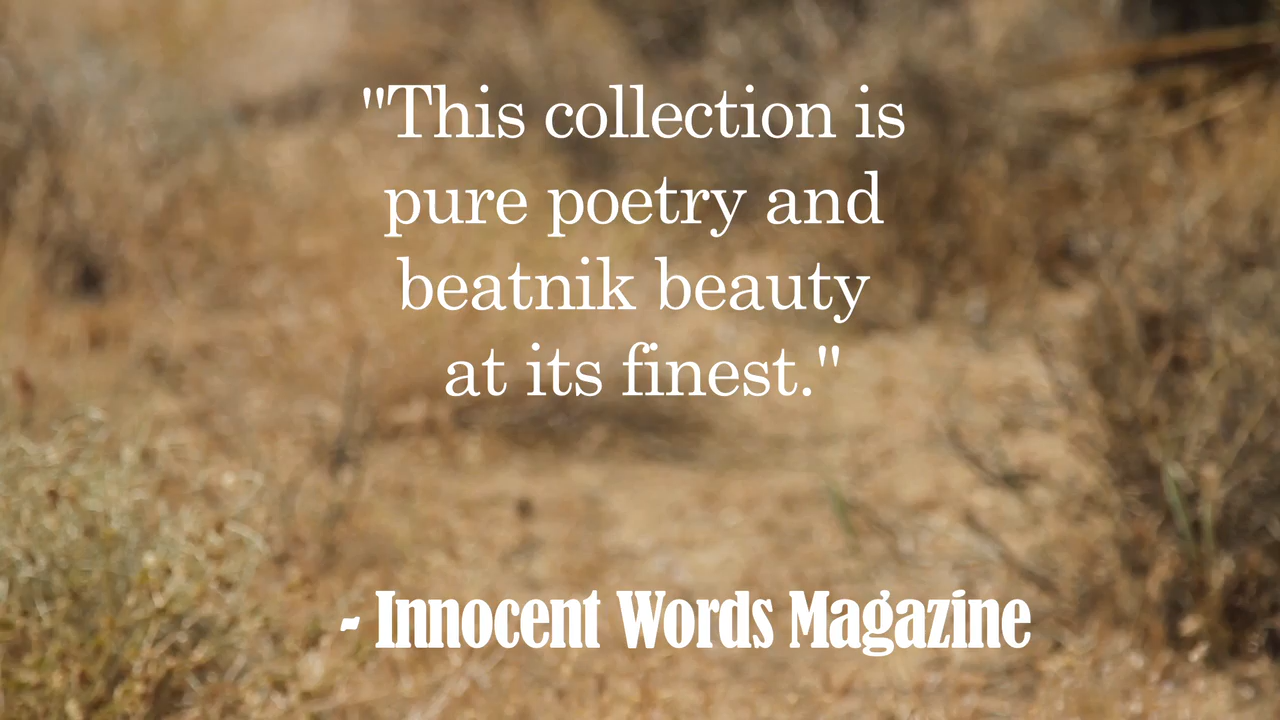 "This collection is
pure poetry and
beatnik beauty
at its finest."
- Innocent Words Magazine